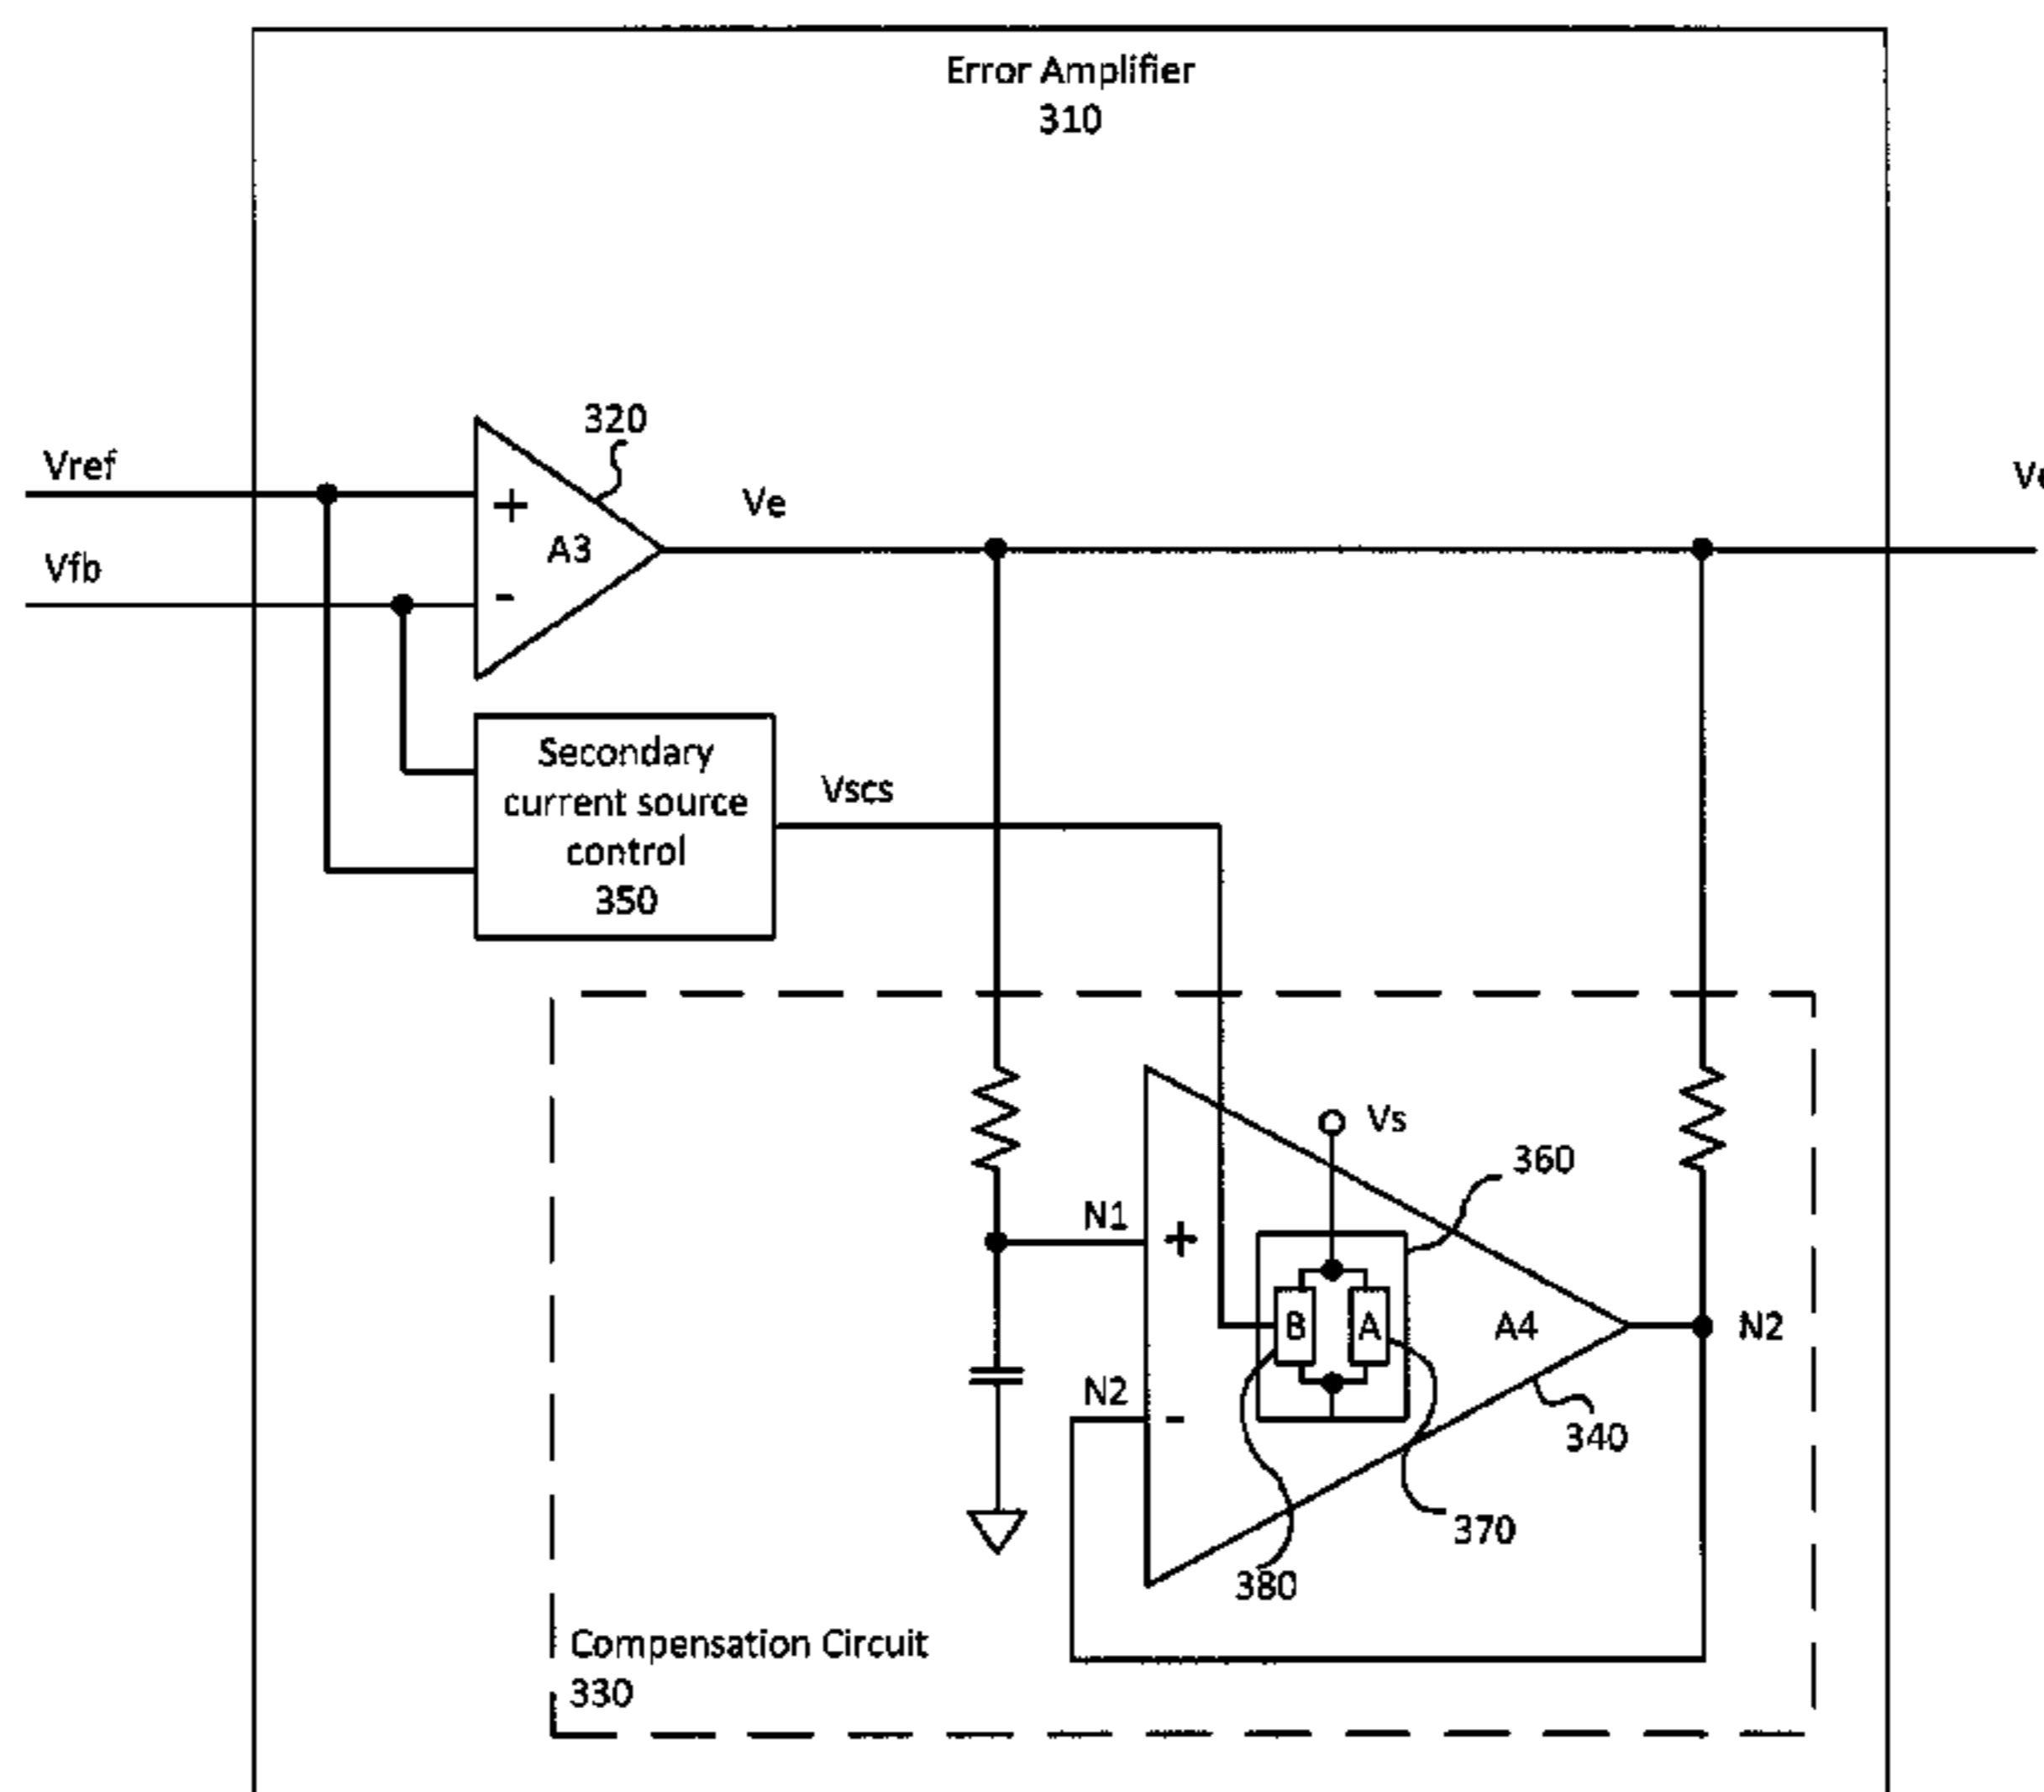 Error Amplifier
310
320
Vref
+
Ve
A3
Vfb
-
Secondary
current source
control
350
Vscs
Vs
360
N1
+
B
A
A4
N2
N2
-
340
370
380
Compensation Circuit
330